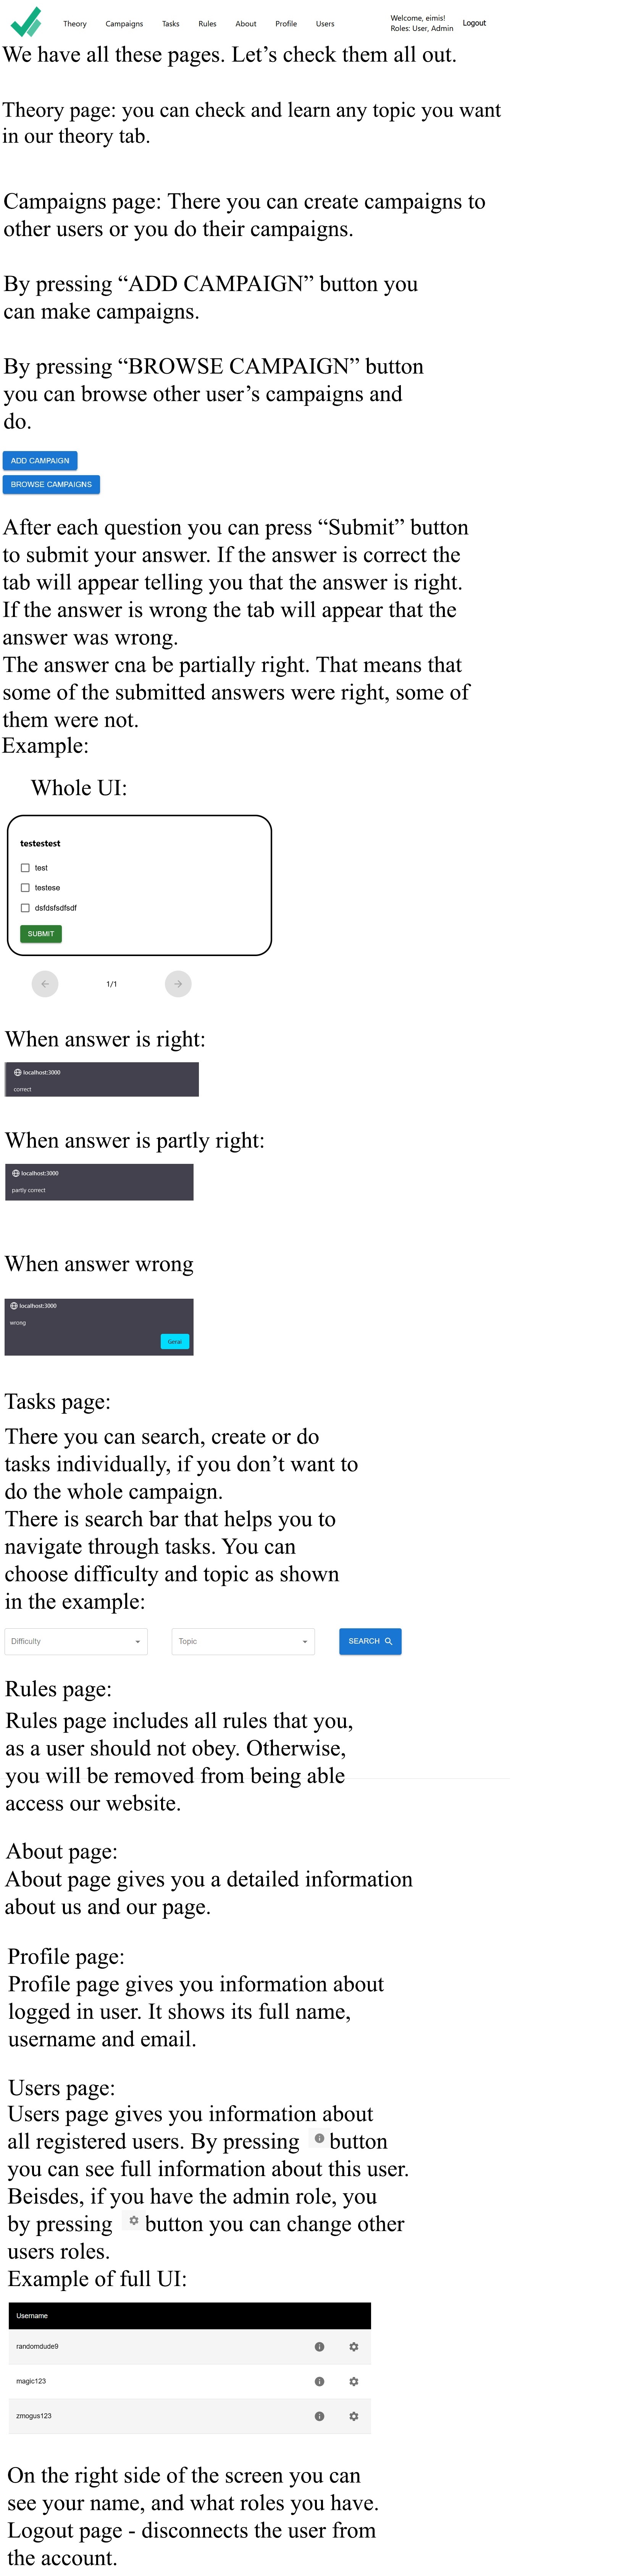 Theory Campaigns Tasks Rules About Profile Users Welcome, eimis! Logout
Roles: User, Admin
We have all these pages. Let’s check them all out.
Theory page: you can check and learn any topic you want
in our theory tab.
Campaigns page: There you can create campaigns to
other users or you do their campaigns.
By pressing “ADD CAMPAIGN” button you
can make campaigns.
By pressing “BROWSE CAMPAIGN” button
you can browse other user’s campaigns and
do.
ADD CAMPAIGN
BROWSE CAMPAIGNS
After each question you can press “Submit” button
to submit your answer. If the answer is correct the
tab will appear telling you that the answer is right.
If the answer is wrong the tab will appear that the
answer was wrong.
The answer cna be partially right. That means that
some of the submitted answers were right, some of
them were not.
Example:
Whole UI:
testestest
test
testese
dsfdsfsdfsdf
SUBMIT
1/1
When answer is right:
localhost:3000
correct
When answer is partly right:
localhost:3000
partly correct
When answer wrong
localhost:3000
wrong
Gerai
Tasks page:
There you can search, create or do
tasks individually, if you don’t want to
do the whole campaign.
There is search bar that helps you to
navigate through tasks. You can
choose difficulty and topic as shown
in the example:
Difficulty Topic SEARCH
Rules page:
Rules page includes all rules that you,
as a user should not obey. Otherwise,
you will be removed from being able
access our website.
About page:
About page gives you a detailed information
about us and our page.
Profile page:
Profile page gives you information about
logged in user. It shows its full name,
username and email.
Users page:
Users page gives you information about
all registered users. By pressing button
you can see full information about this user.
Beisdes, if you have the admin role, you
by pressing button you can change other
users roles.
Example of full UI:
Username
randomdude9
magic123
zmogus123
On the right side of the screen you can
see your name, and what roles you have.
Logout page - disconnects the user from
the account.